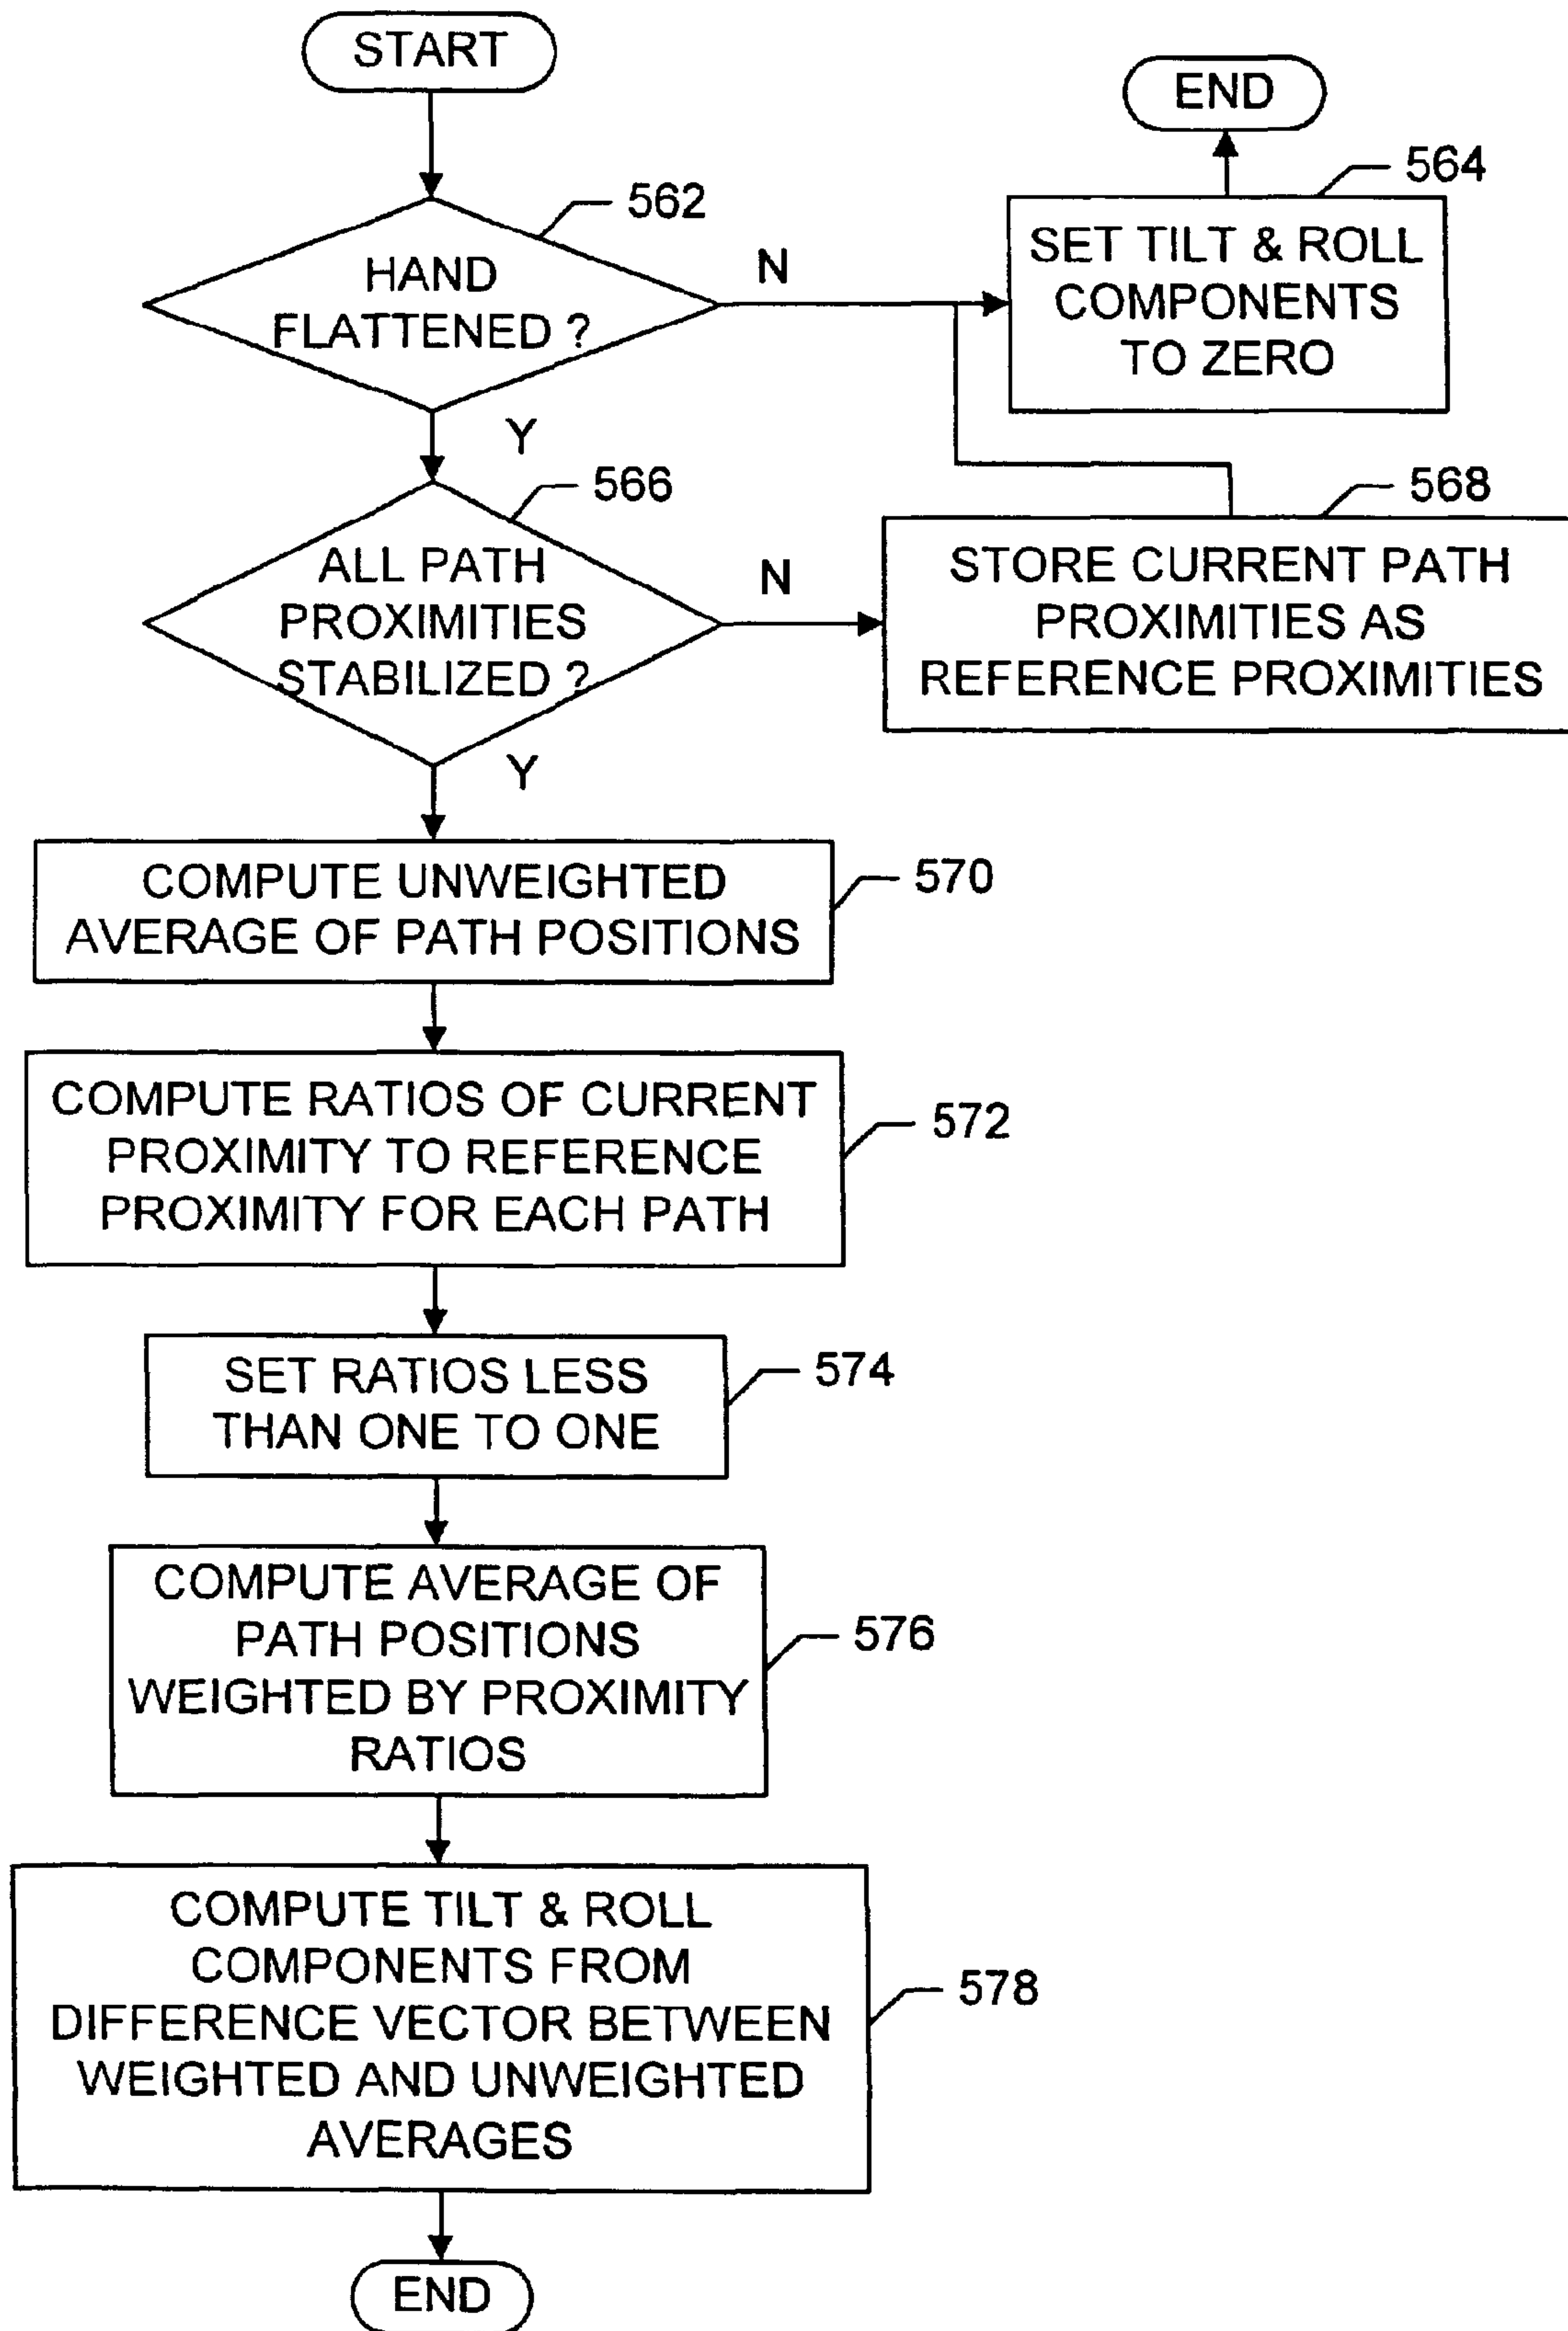 START
END
564
562
SET TILT & ROLL
COMPONENTS
TO ZERO
HAND
FLATTENED ?
N
Y
566
568
ALL PATH
PROXIMITIES
STABILIZED ?
N
STORE CURRENT PATH
PROXIMITIES AS
REFERENCE PROXIMITIES
Y
COMPUTE UNWEIGHTED
AVERAGE OF PATH POSITIONS
570
COMPUTE RATIOS OF CURRENT
PROXIMITY TO REFERENCE
PROXIMITY FOR EACH PATH
572
SET RATIOS LESS
THAN ONE TO ONE
574
COMPUTE AVERAGE OF
PATH POSITIONS
WEIGHTED BY PROXIMITY
RATIOS
576
COMPUTE TILT & ROLL
COMPONENTS FROM
DIFFERENCE VECTOR BETWEEN
WEIGHTED AND UNWEIGHTED
AVERAGES
578
END